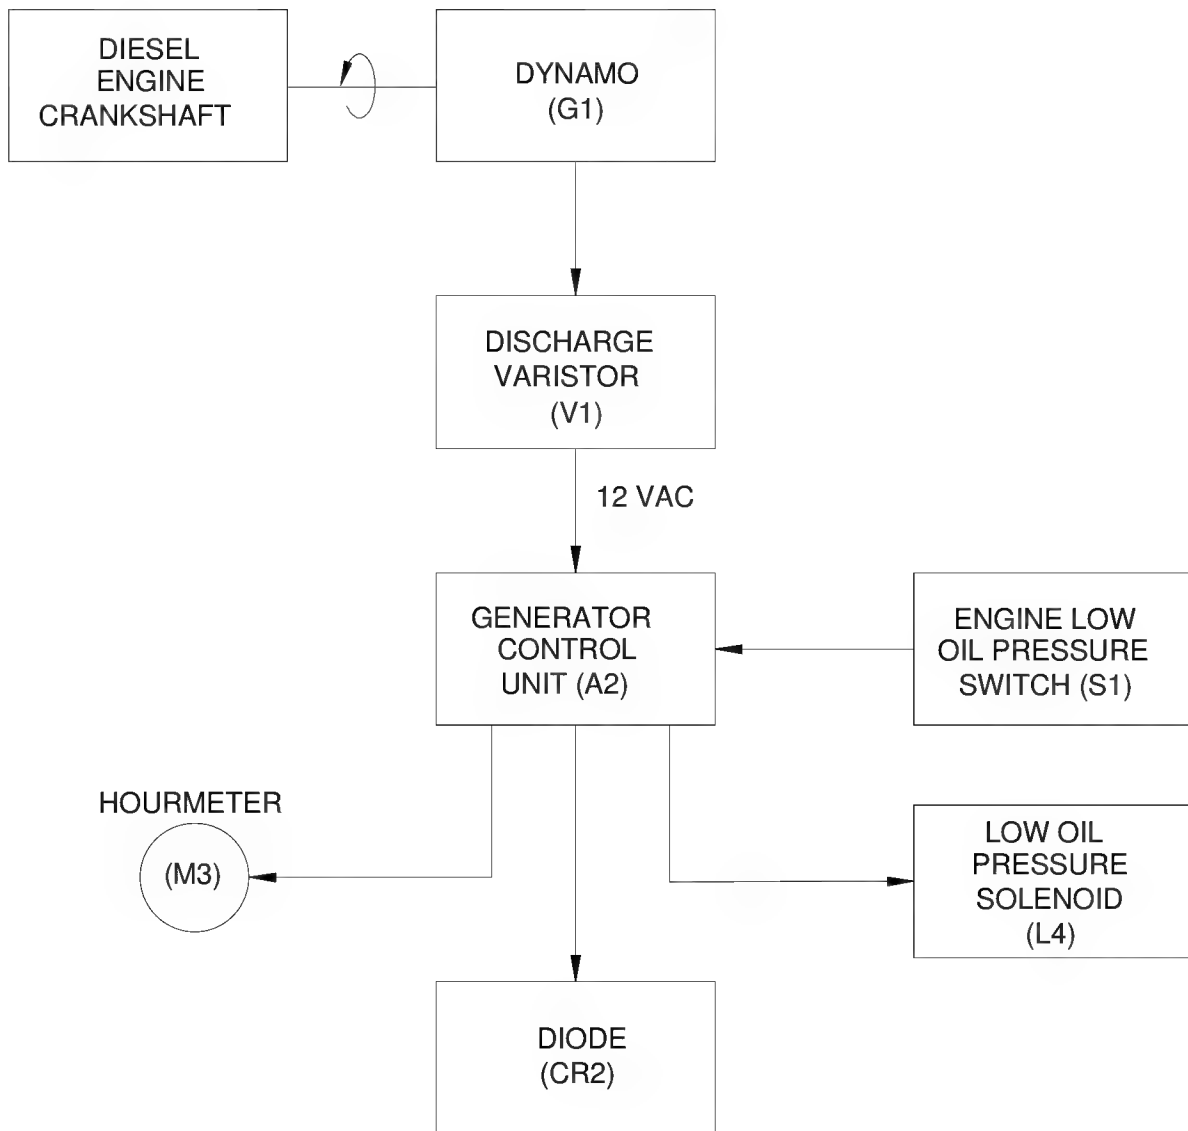 DIESEL
ENGINE
CRANKSHAFT
DYNAMO
(G1)
DISCHARGE
VARISTOR
(V1)
12 VAC
GENERATOR
CONTROL
UNIT (A2)
ENGINE LOW
OIL PRESSURE
SWITCH (S1)
HOURMETER
(M3)
LOW OIL
PRESSURE
SOLENOID
(L4)
DIODE
(CR2)